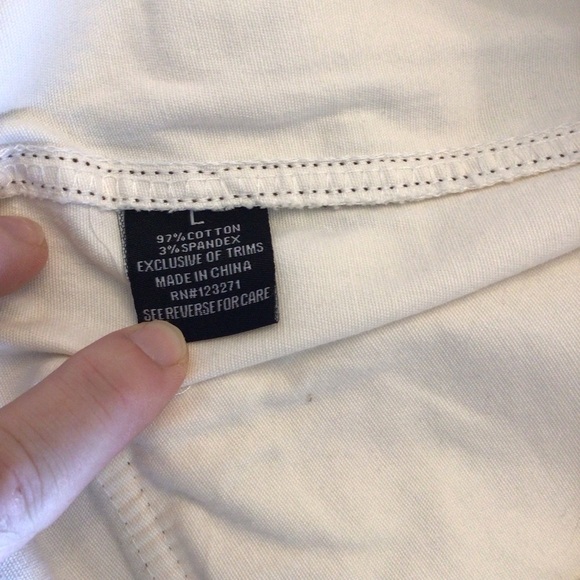 L
97% COTTON
3% SPANDEX
EXCLUSIVE OF TRIMS
MADE IN CHINA
RN#123271
SEE REVERSE FOR CARE